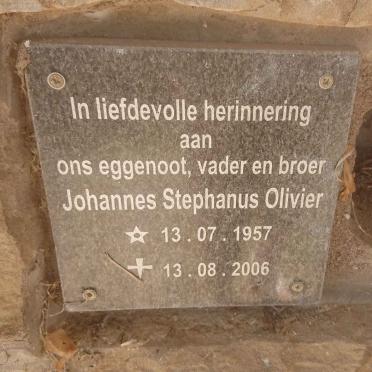 In liefdevolle herinnering
aan
ons eggenoot, vader en broer
Johannes Stephanus Olivier
☆ 13 . 07 . 1957
✝ 13 . 08 . 2006